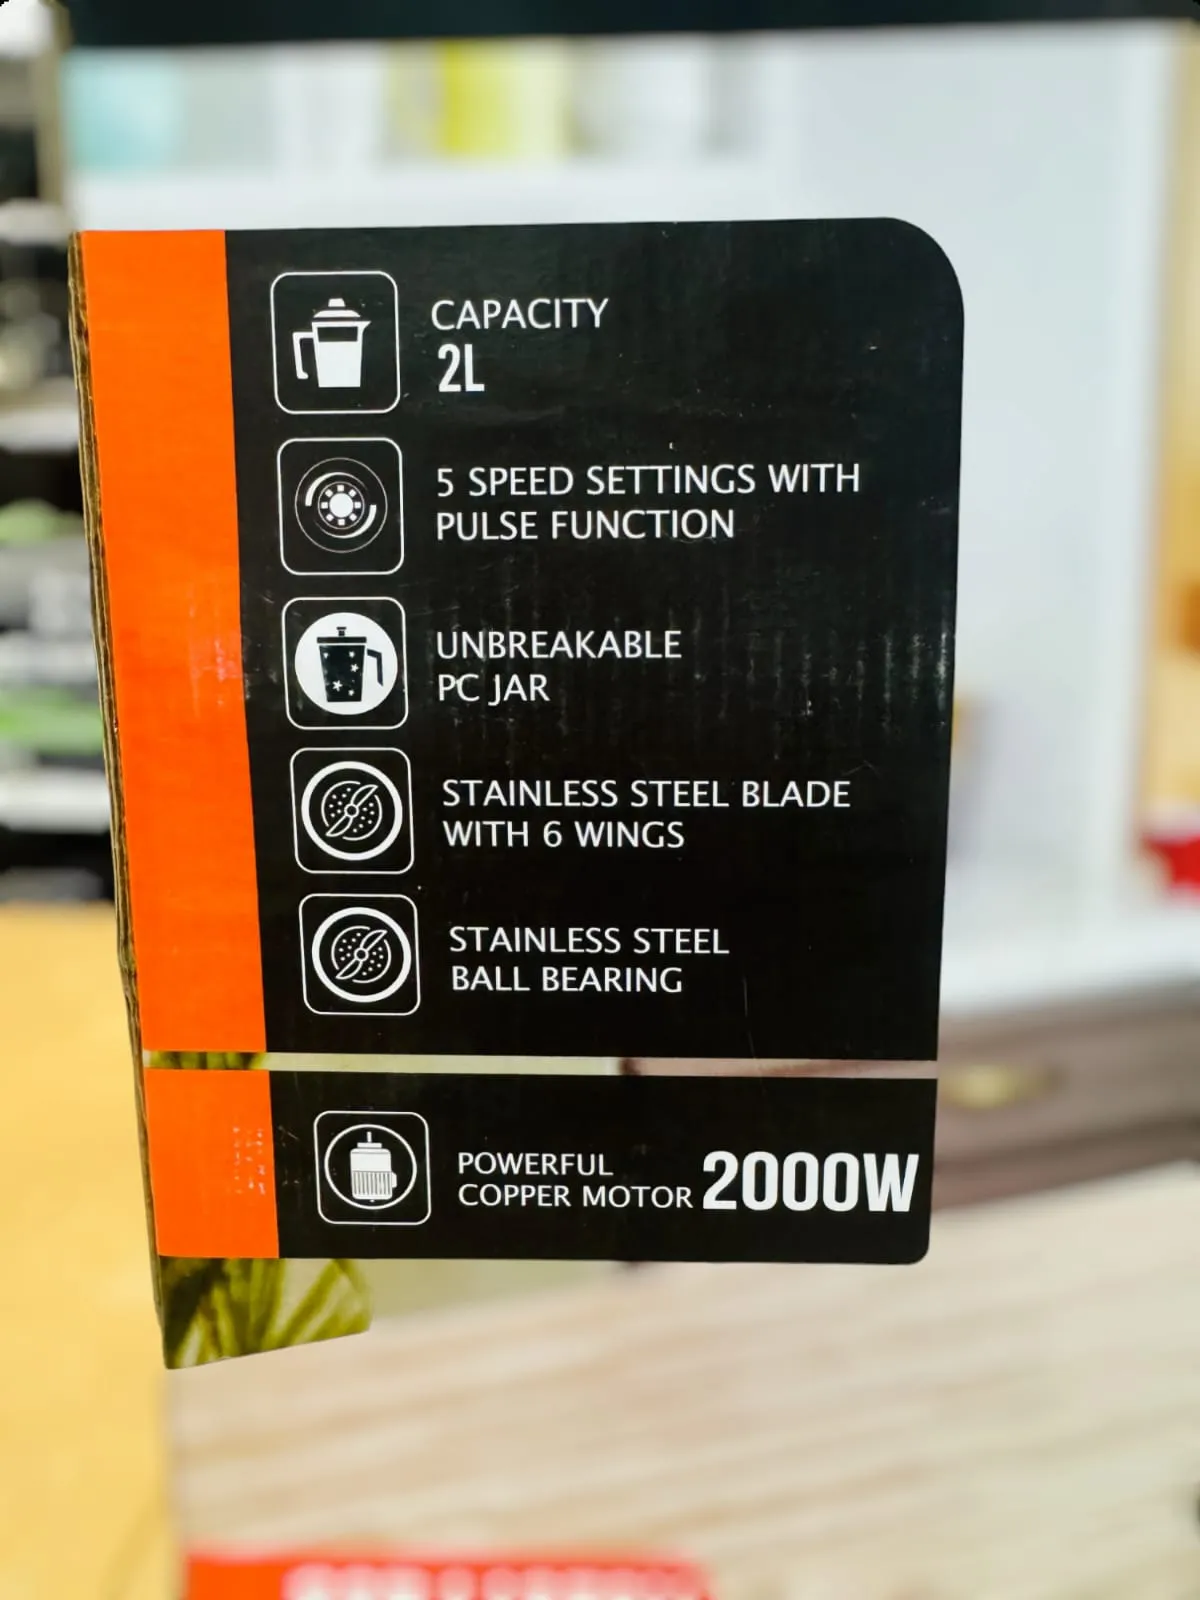 CAPACITY
2L
5 SPEED SETTINGS WITH
PULSE FUNCTION
UNBREAKABLE
PC JAR
STAINLESS STEEL BLADE
WITH 6 WINGS
STAINLESS STEEL
BALL BEARING
POWERFUL
COPPER MOTOR 2000W